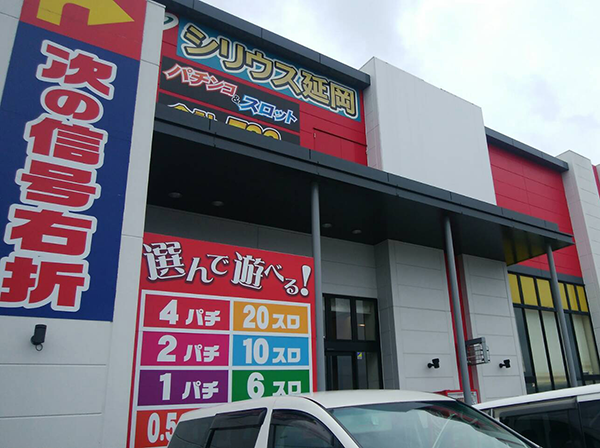 次の信号右折
シリウス延岡
パチンコ&スロット
選んで遊べる!
4パチ 20スロ
2パチ 10スロ
1パチ 6スロ
0.5